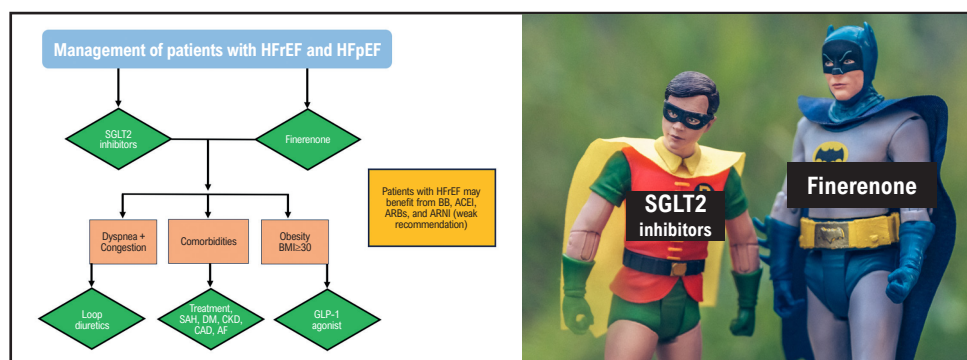 Management of patients with HFrEF and HFpEF
SGLT2
inhibitors
Finerenone
Patients with HFrEF may
benefit from BB, ACEI,
ARBs, and ARNI (weak
recommendation)
Dyspnea +
Congestion
Comorbidities
Obesity
BMI≥30
Loop
diuretics
Treatment,
SAH, DM, CKD,
CAD, AF
GLP-1
agonist
SGLT2
inhibitors
Finerenone